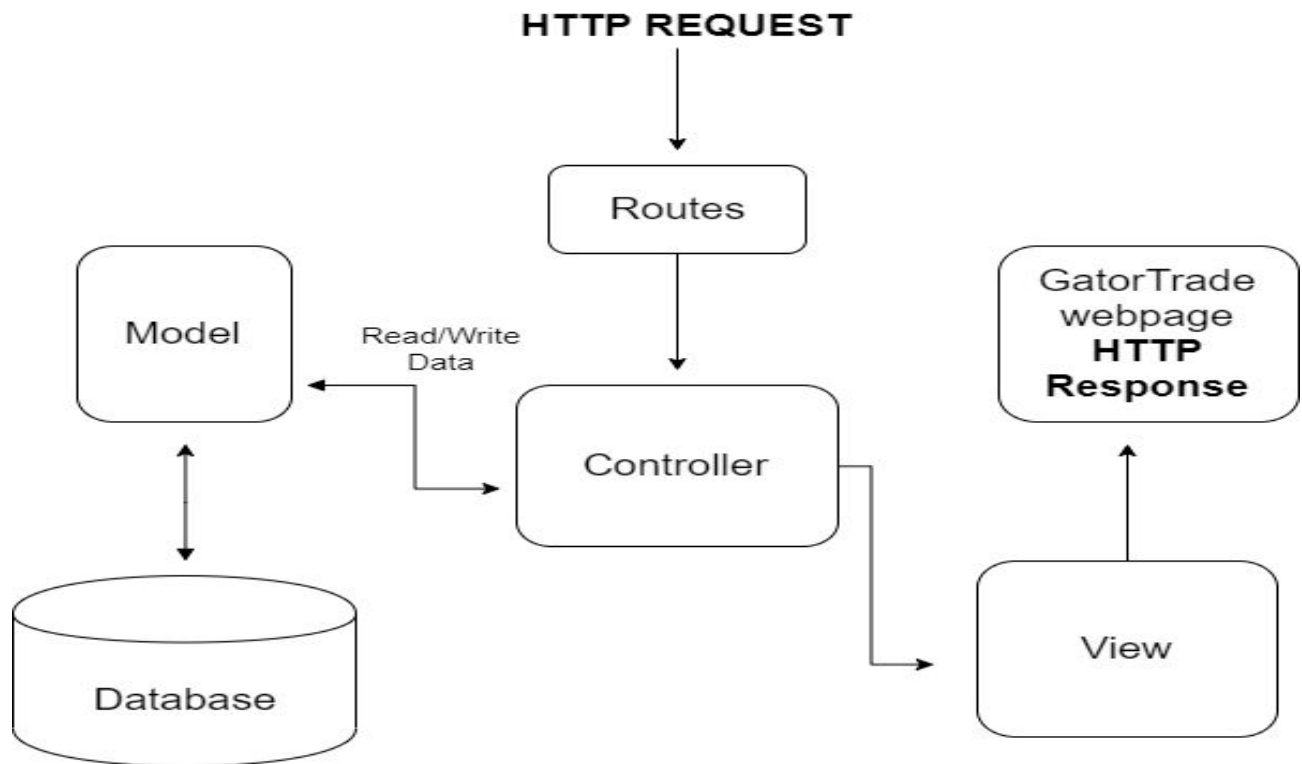 HTTP REQUEST
Routes
Model
Read/Write
Data
Controller
GatorTrade
webpage
HTTP
Response
View
Database